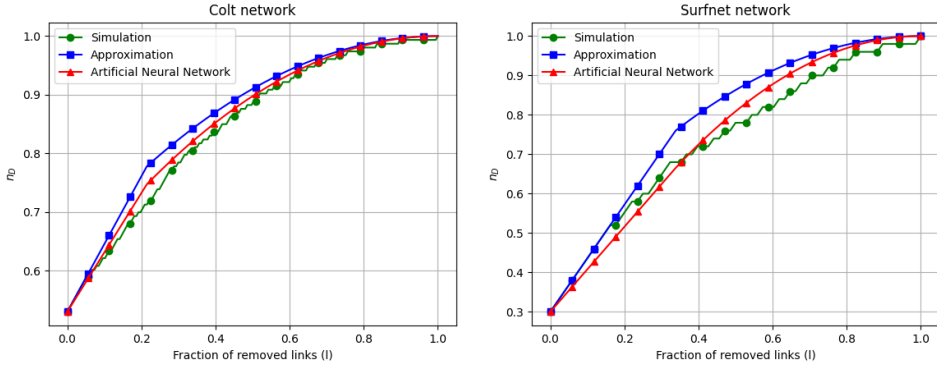 Colt network
Simulation
Approximation
Artificial Neural Network
1.0
0.9
0.8
0.7
0.6
n_D
0.0 0.2 0.4 0.6 0.8 1.0
Fraction of removed links (l)
Surfnet network
Simulation
Approximation
Artificial Neural Network
1.0
0.9
0.8
0.7
0.6
0.5
0.4
0.3
n_D
0.0 0.2 0.4 0.6 0.8 1.0
Fraction of removed links (l)